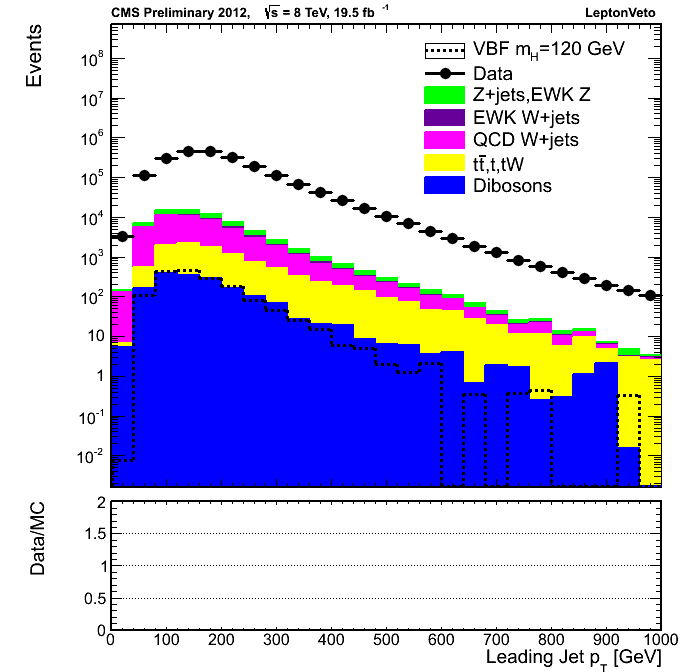 CMS Preliminary 2012, √s = 8 TeV, 19.5 fb⁻¹ LeptonVeto
Events
VBF m_H=120 GeV
Data
Z+jets,EWK Z
EWK W+jets
QCD W+jets
tt̄,t,tW
Dibosons
10⁸
10⁷
10⁶
10⁵
10⁴
10³
10²
10
1
10⁻¹
10⁻²
Data/MC
2
1.5
1
0.5
0
0 100 200 300 400 500 600 700 800 900 1000
Leading Jet p_T [GeV]